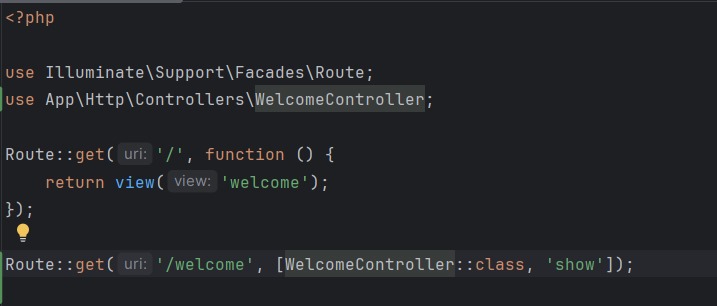 <?php
use Illuminate\Support\Facades\Route;
use App\Http\Controllers\WelcomeController;
Route::get( uri: '/', function () {
    return view( view: 'welcome');
});
Route::get( uri: '/welcome', [WelcomeController::class, 'show']);